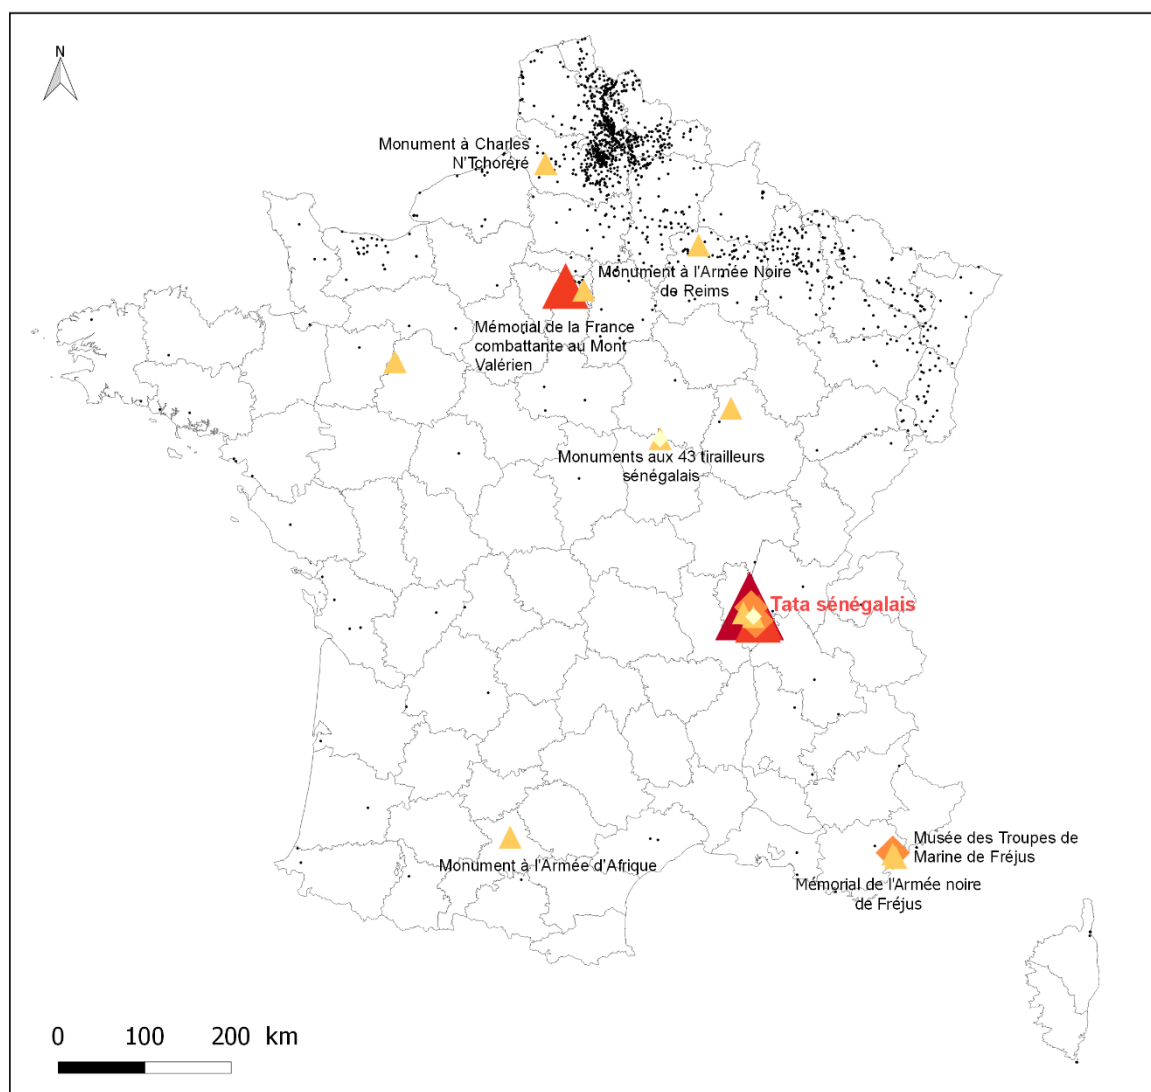 N
Monument à Charles
N'Tchoréré
Monument à l'Armée Noire
de Reims
Mémorial de la France
combattante au Mont
Valérien
Monuments aux 43 tirailleurs
sénégalais
Tata sénégalais
Musée des Troupes de
Marine de Fréjus
Monument à l'Armée d'Afrique
Mémorial de l'Armée noire
de Fréjus
0 100 200 km